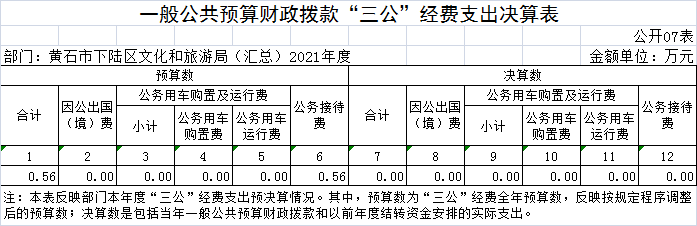 一般公共预算财政拨款“三公”经费支出决算表
公开07表
部门：黄石市下陆区文化和旅游局（汇总）2021年度 金额单位：万元
预算数 决算数
合计 因公出国（境）费 公务用车购置及运行费 公务接待费 合计 因公出国（境）费 公务用车购置及运行费 公务接待费
小计 公务用车购置费 公务用车运行费 小计 公务用车购置费 公务用车运行费
1 2 3 4 5 6 7 8 9 10 11 12
0.56 0.00 0.00 0.00 0.00 0.56 0.00 0.00 0.00 0.00 0.00 0.00
注：本表反映部门本年度“三公”经费支出预决算情况。其中，预算数为“三公”经费全年预算数，反映按规定程序调整
后的预算数；决算数是包括当年一般公共预算财政拨款和以前年度结转资金安排的实际支出。